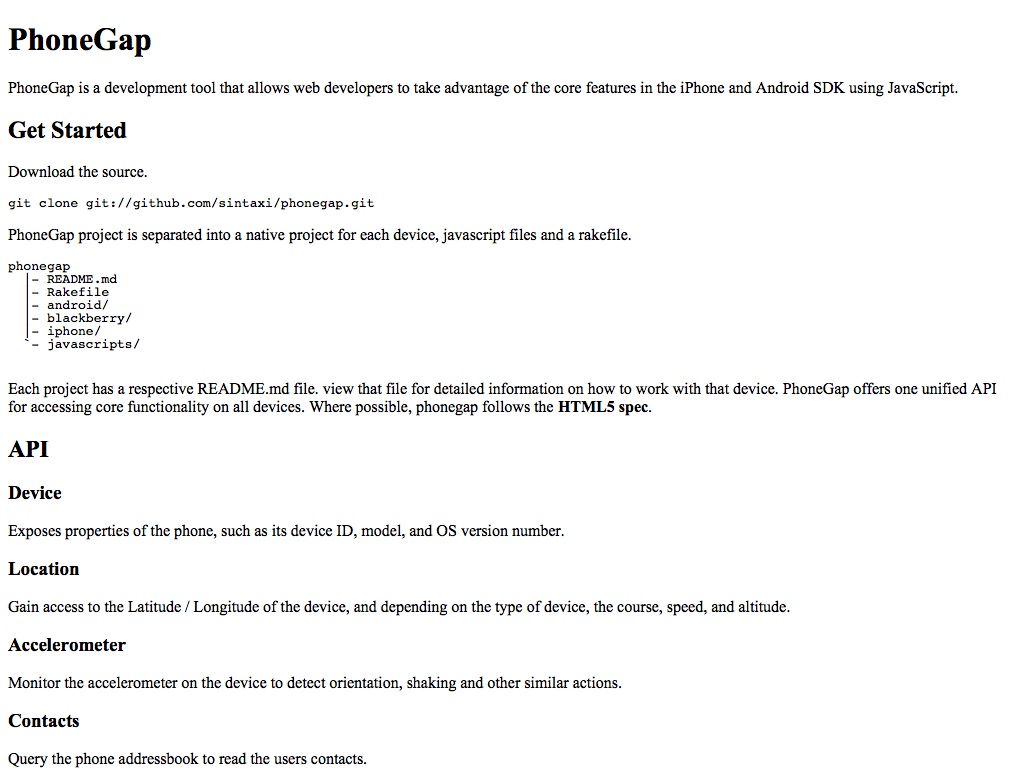 PhoneGap
PhoneGap is a development tool that allows web developers to take advantage of the core features in the iPhone and Android SDK using JavaScript.
Get Started
Download the source.
git clone git://github.com/sintaxi/phonegap.git
PhoneGap project is separated into a native project for each device, javascript files and a rakefile.
phonegap
  |- README.md
  |- Rakefile
  |- android/
  |- blackberry/
  |- iphone/
  `- javascripts/
Each project has a respective README.md file. view that file for detailed information on how to work with that device. PhoneGap offers one unified API
for accessing core functionality on all devices. Where possible, phonegap follows the HTML5 spec.
API
Device
Exposes properties of the phone, such as its device ID, model, and OS version number.
Location
Gain access to the Latitude / Longitude of the device, and depending on the type of device, the course, speed, and altitude.
Accelerometer
Monitor the accelerometer on the device to detect orientation, shaking and other similar actions.
Contacts
Query the phone addressbook to read the users contacts.